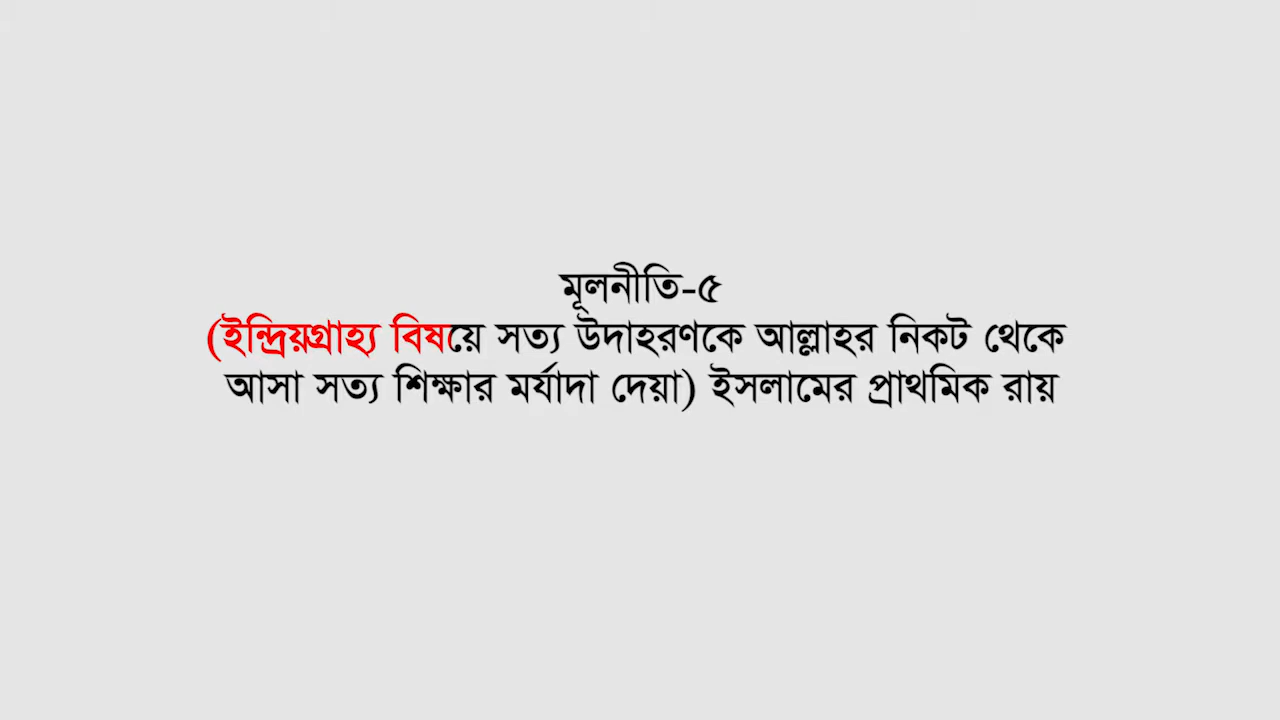 মূলনীতি-৫
(ইন্দ্রিয়গ্রাহ্য বিষয়ে সত্য উদাহরণকে আল্লাহর নিকট থেকে
আসা সত্য শিক্ষার মর্যাদা দেয়া) ইসলামের প্রাথমিক রায়